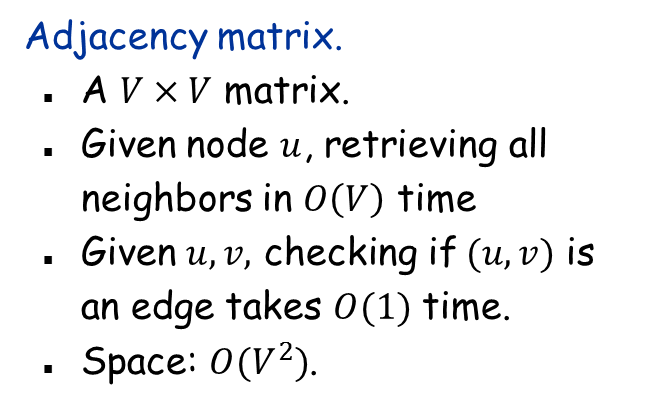 Adjacency matrix.
▪ A V × V matrix.
▪ Given node u, retrieving all
neighbors in O(V) time
▪ Given u, v, checking if (u, v) is
an edge takes O(1) time.
▪ Space: O(V²).